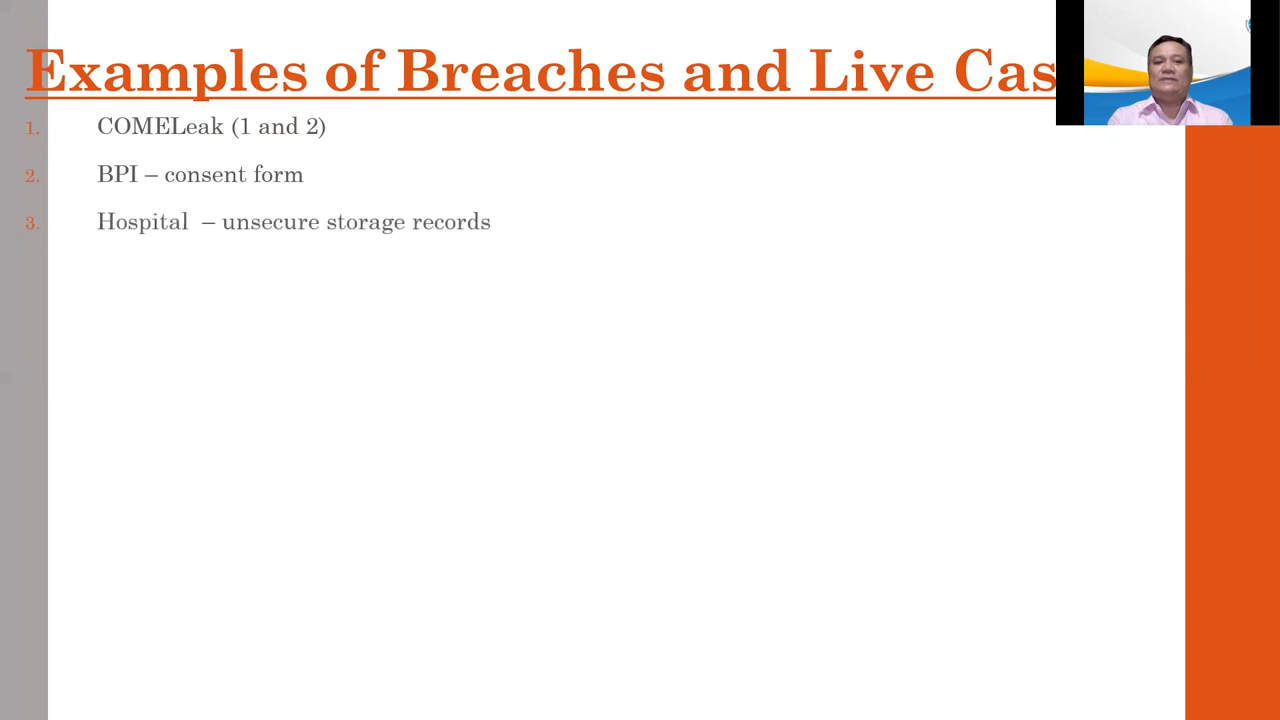 Examples of Breaches and Live Cas
1. COMELeak (1 and 2)
2. BPI – consent form
3. Hospital – unsecure storage records